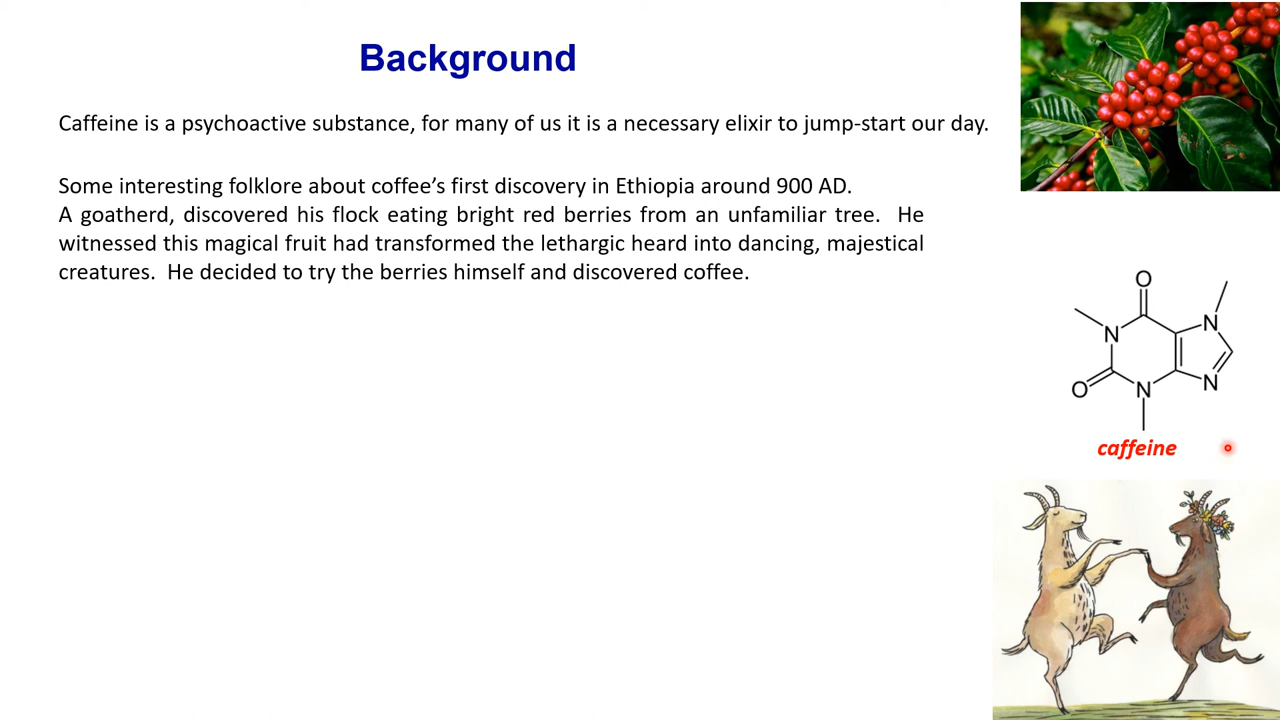 Background
Caffeine is a psychoactive substance, for many of us it is a necessary elixir to jump-start our day.
Some interesting folklore about coffee’s first discovery in Ethiopia around 900 AD.
A goatherd, discovered his flock eating bright red berries from an unfamiliar tree.  He
witnessed this magical fruit had transformed the lethargic heard into dancing, majestical
creatures.  He decided to try the berries himself and discovered coffee.
O
N
N
O
N
N
caffeine